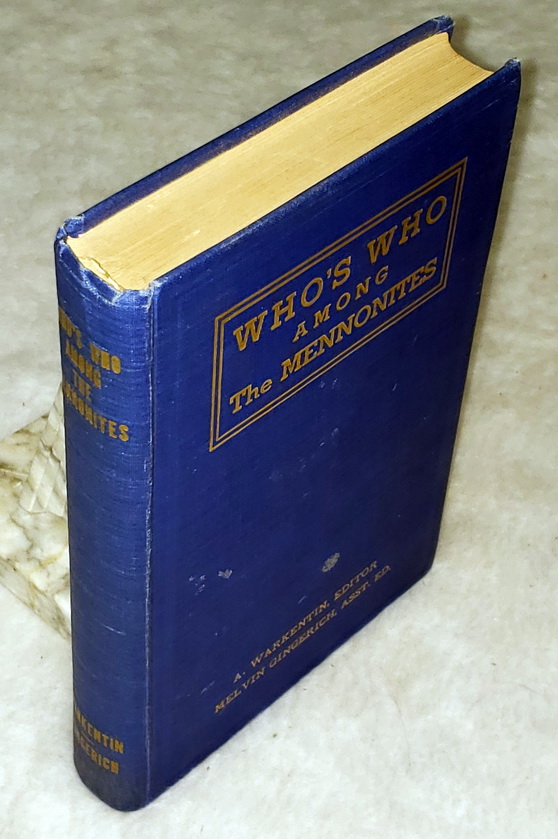 WHO'S WHO
AMONG
The MENNONITES
A. WARKENTIN, EDITOR
MELVIN GINGERICH, ASST. ED.
WHO'S WHO
AMONG
THE
MENNONITES
WARKENTIN
GINGERICH